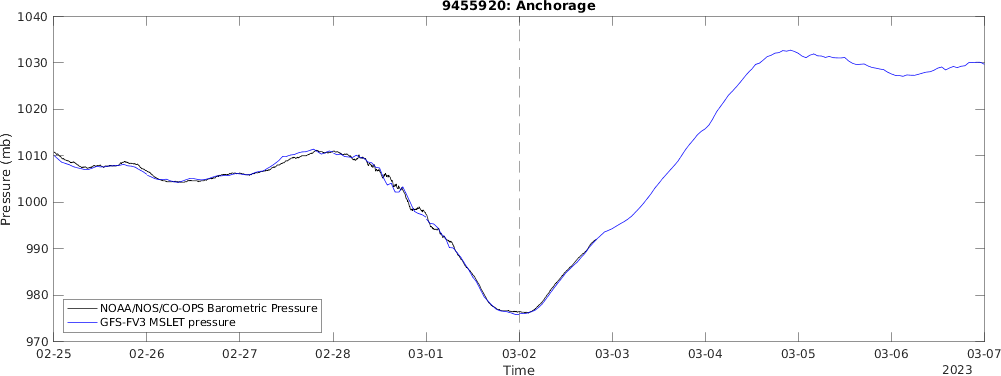 9455920: Anchorage
1040
1030
1020
1010
1000
990
980
970
Pressure (mb)
NOAA/NOS/CO-OPS Barometric Pressure
GFS-FV3 MSLET pressure
02-25 02-26 02-27 02-28 03-01 03-02 03-03 03-04 03-05 03-06 03-07
Time
2023